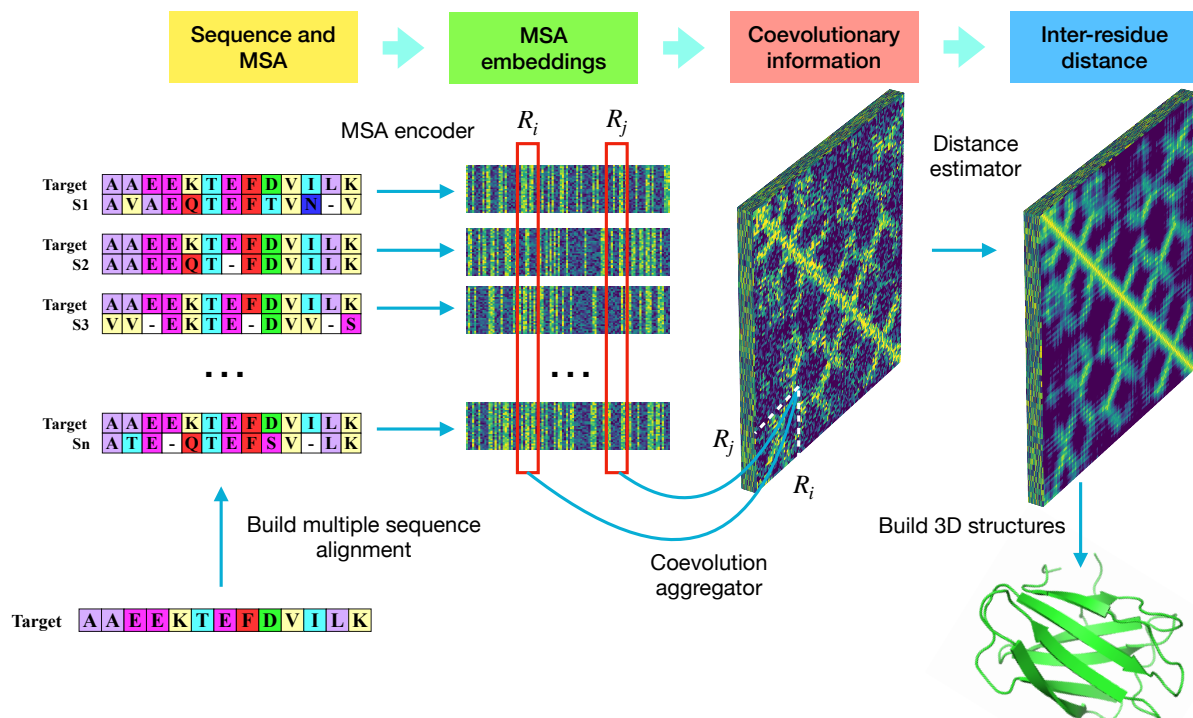 Sequence and
MSA
MSA
embeddings
Coevolutionary
information
Inter-residue
distance
MSA encoder
R_i
R_j
Distance
estimator
Target A A E E K T E F D V I L K
S1 A V A E Q T E F T V N - V
Target A A E E K T E F D V I L K
S2 A A E E Q T - F D V I L K
Target A A E E K T E F D V I L K
S3 V V - E K T E - D V V - S
...
...
Target A A E E K T E F D V I L K
Sn A T E - Q T E F S V - L K
R_j
R_i
Build multiple sequence
alignment
Coevolution
aggregator
Build 3D structures
Target A A E E K T E F D V I L K